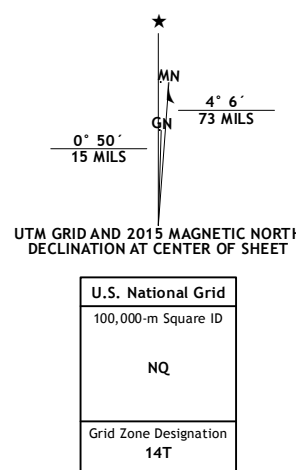 ★
MN
4° 6´
73 MILS
GN
0° 50´
15 MILS
UTM GRID AND 2015 MAGNETIC NORTH
DECLINATION AT CENTER OF SHEET
U.S. National Grid
100,000-m Square ID
NQ
Grid Zone Designation
14T